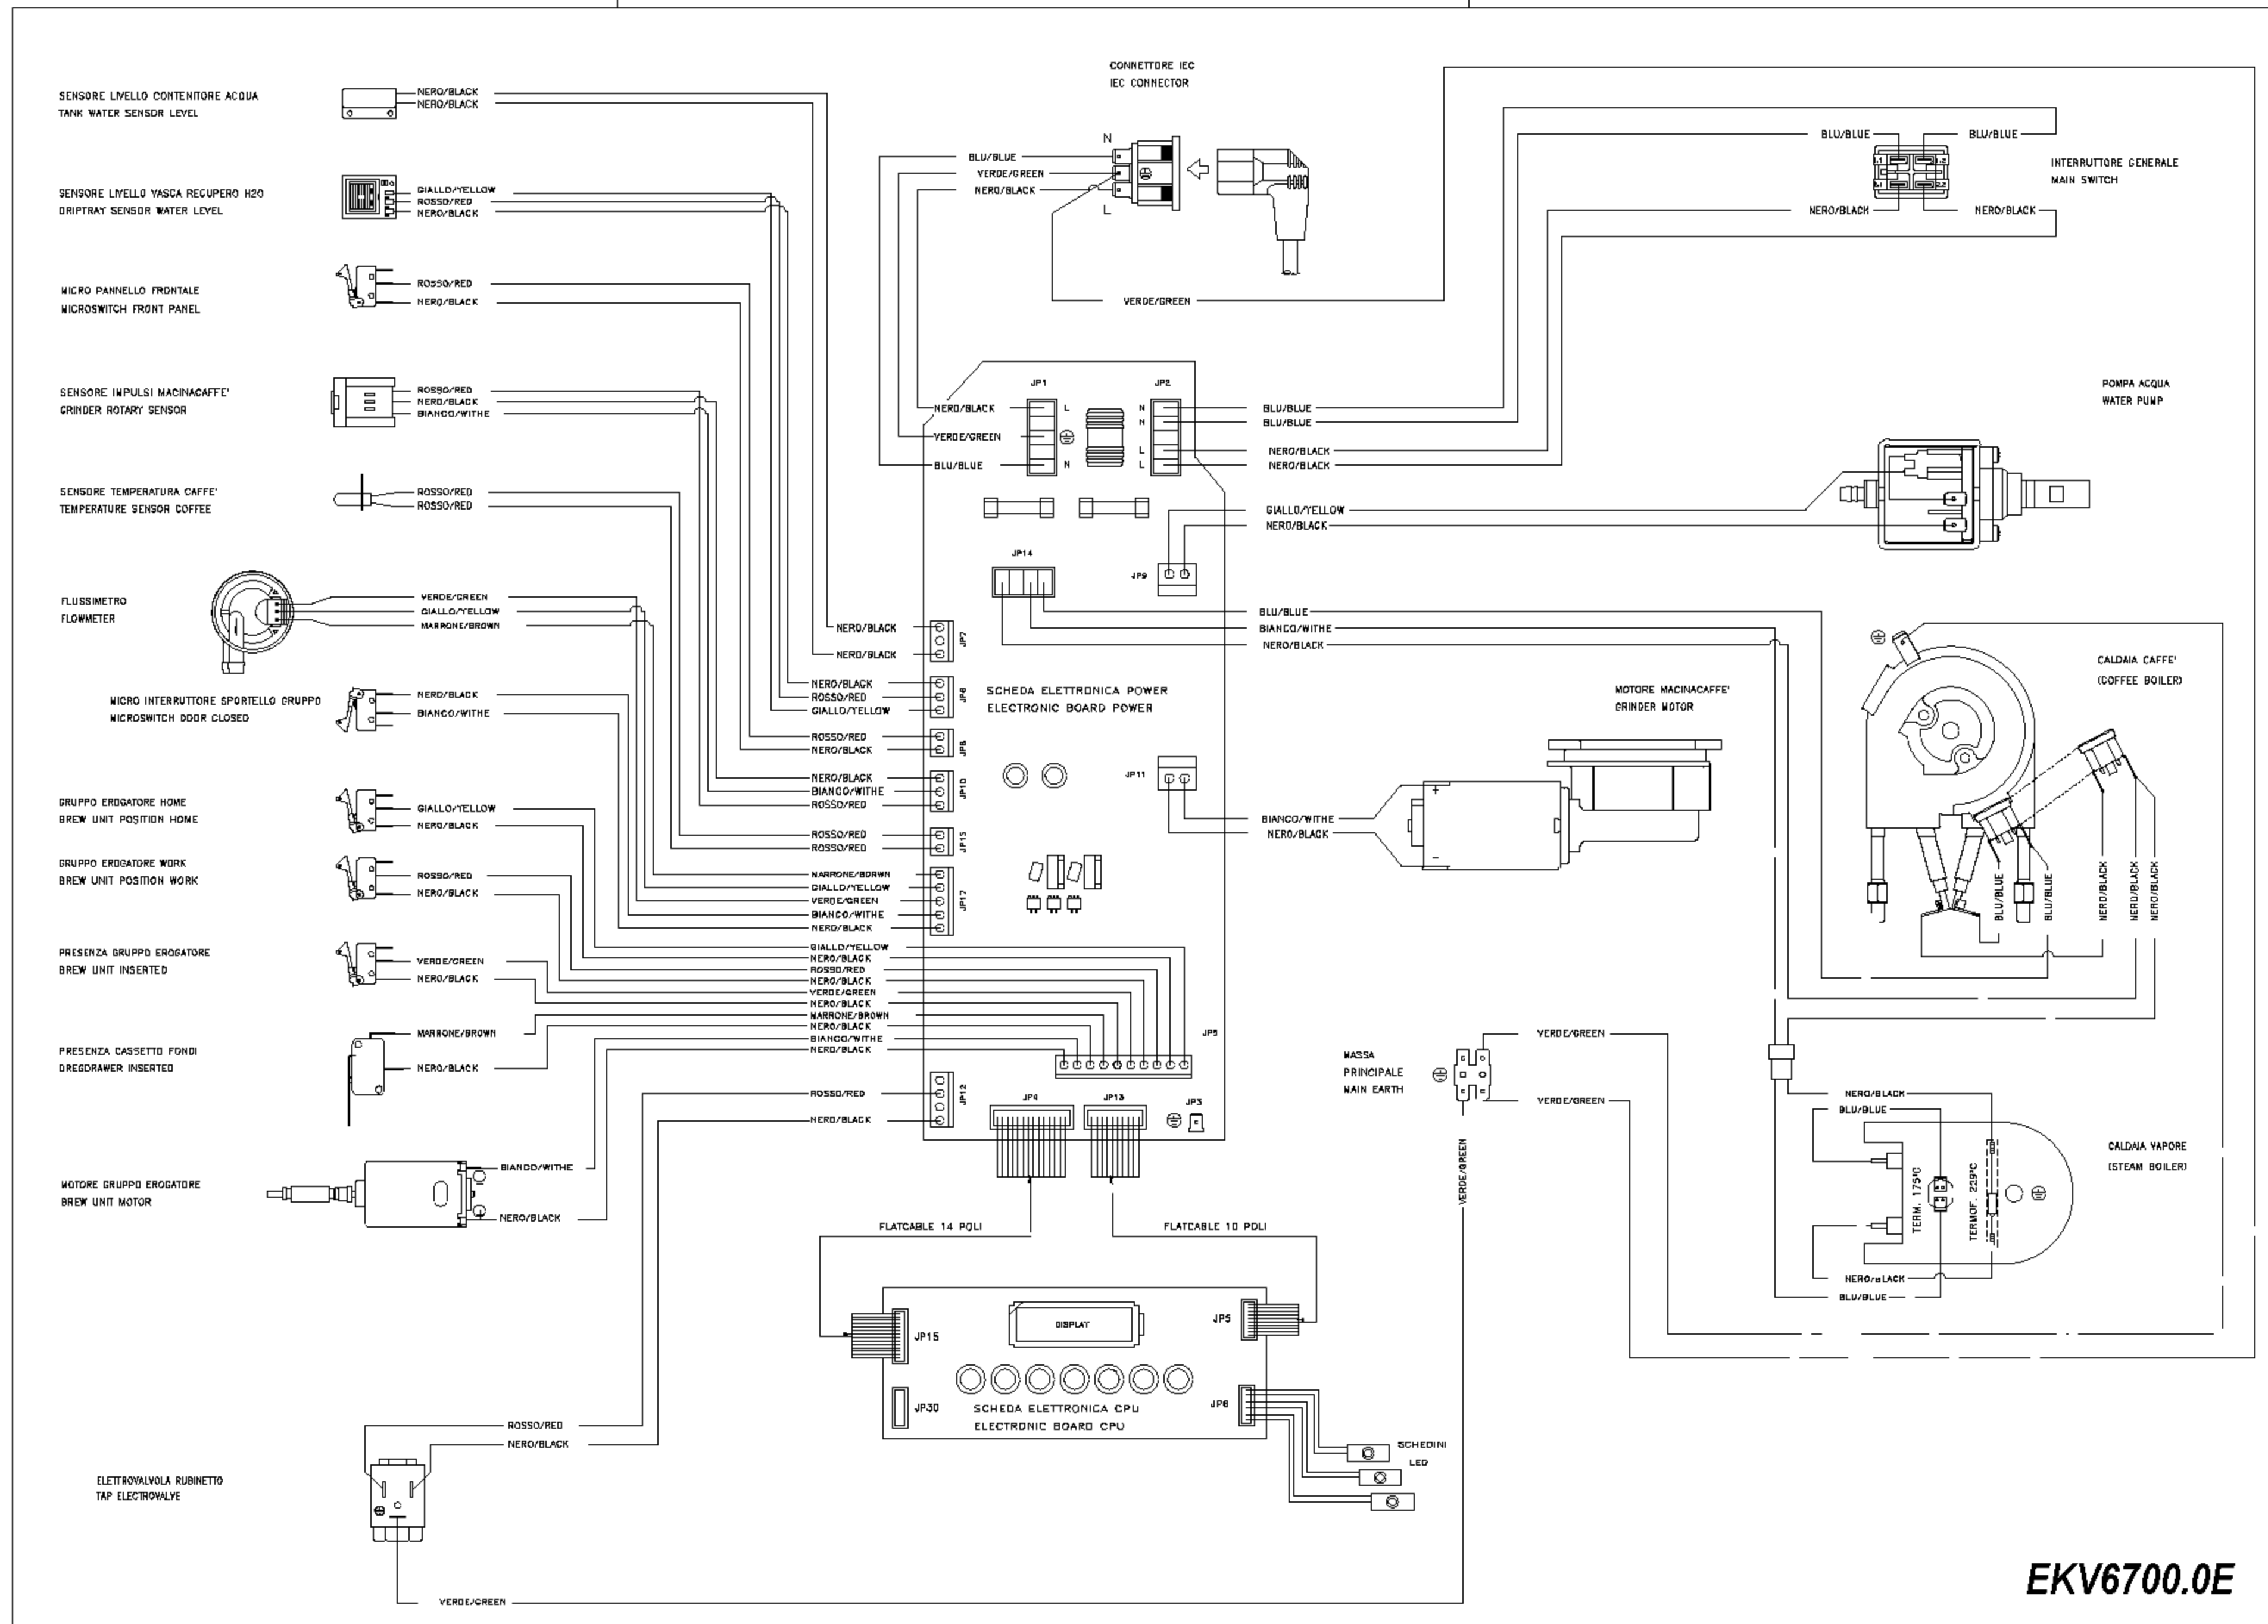 CONNETTORE IEC
IEC CONNECTOR
N
BLU/BLUE
VERDE/GREEN
NERO/BLACK
L
VERDE/GREEN
BLU/BLUE
BLU/BLUE
1.1
1.2
2.1
2.2
NERO/BLACK
NERO/BLACK
INTERRUTTORE GENERALE
MAIN SWITCH
SENSORE LIVELLO CONTENITORE ACQUA
TANK WATER SENSOR LEVEL
NERO/BLACK
NERO/BLACK
SENSORE LIVELLO VASCA RECUPERO H2O
DRIPTRAY SENSOR WATER LEVEL
GIALLO/YELLOW
ROSSO/RED
NERO/BLACK
MICRO PANNELLO FRONTALE
MICROSWITCH FRONT PANEL
ROSSO/RED
NERO/BLACK
SENSORE IMPULSI MACINACAFFE'
GRINDER ROTARY SENSOR
ROSSO/RED
NERO/BLACK
BIANCO/WITHE
SENSORE TEMPERATURA CAFFE'
TEMPERATURE SENSOR COFFEE
ROSSO/RED
ROSSO/RED
FLUSSIMETRO
FLOWMETER
VERDE/GREEN
GIALLO/YELLOW
MARRONE/BROWN
MICRO INTERRUTTORE SPORTELLO GRUPPO
MICROSWITCH DOOR CLOSED
NERO/BLACK
BIANCO/WITHE
GRUPPO EROGATORE HOME
BREW UNIT POSITION HOME
GIALLO/YELLOW
NERO/BLACK
GRUPPO EROGATORE WORK
BREW UNIT POSITION WORK
ROSSO/RED
NERO/BLACK
PRESENZA GRUPPO EROGATORE
BREW UNIT INSERTED
VERDE/GREEN
NERO/BLACK
PRESENZA CASSETTO FONDI
DREGDRAWER INSERTED
MARRONE/BROWN
NERO/BLACK
MOTORE GRUPPO EROGATORE
BREW UNIT MOTOR
BIANCO/WITHE
NERO/BLACK
+
-
ELETTROVALVOLA RUBINETTO
TAP ELECTROVALVE
ROSSO/RED
NERO/BLACK
VERDE/GREEN
JP1
JP2
NERO/BLACK
L
VERDE/GREEN
BLU/BLUE
N
N
N
L
L
BLU/BLUE
BLU/BLUE
NERO/BLACK
NERO/BLACK
JP14
JP9
GIALLO/YELLOW
NERO/BLACK
POMPA ACQUA
WATER PUMP
BLU/BLUE
BIANCO/WITHE
NERO/BLACK
NERO/BLACK
NERO/BLACK
JP7
NERO/BLACK
ROSSO/RED
GIALLO/YELLOW
JP6
SCHEDA ELETTRONICA POWER
ELECTRONIC BOARD POWER
ROSSO/RED
NERO/BLACK
JP8
NERO/BLACK
BIANCO/WITHE
ROSSO/RED
JP10
JP11
BIANCO/WITHE
NERO/BLACK
MOTORE MACINACAFFE'
GRINDER MOTOR
+
-
ROSSO/RED
ROSSO/RED
JP15
MARRONE/BORWN
GIALLO/YELLOW
VERDE/GREEN
BIANCO/WITHE
NERO/BLACK
JP17
GIALLO/YELLOW
NERO/BLACK
ROSSO/RED
NERO/BLACK
VERDE/GREEN
NERO/BLACK
MARRONE/BROWN
NERO/BLACK
BIANCO/WITHE
NERO/BLACK
JP5
ROSSO/RED
NERO/BLACK
JP12
JP4
JP13
JP3
FLATCABLE 14 POLI
FLATCABLE 10 POLI
CALDAIA CAFFE'
(COFFEE BOILER)
BLU/BLUE
BLU/BLUE
NERO/BLACK
NERO/BLACK
NERO/BLACK
MASSA
PRINCIPALE
MAIN EARTH
VERDE/GREEN
VERDE/GREEN
VERDE/GREEN
NERO/BLACK
BLU/BLUE
TERM. 175°C
TERMOF. 229°C
NERO/BLACK
BLU/BLUE
CALDAIA VAPORE
(STEAM BOILER)
JP15
DISPLAY
JP5
JP30
SCHEDA ELETTRONICA CPU
ELECTRONIC BOARD CPU
JP6
SCHEDINI
LED
EKV6700.0E